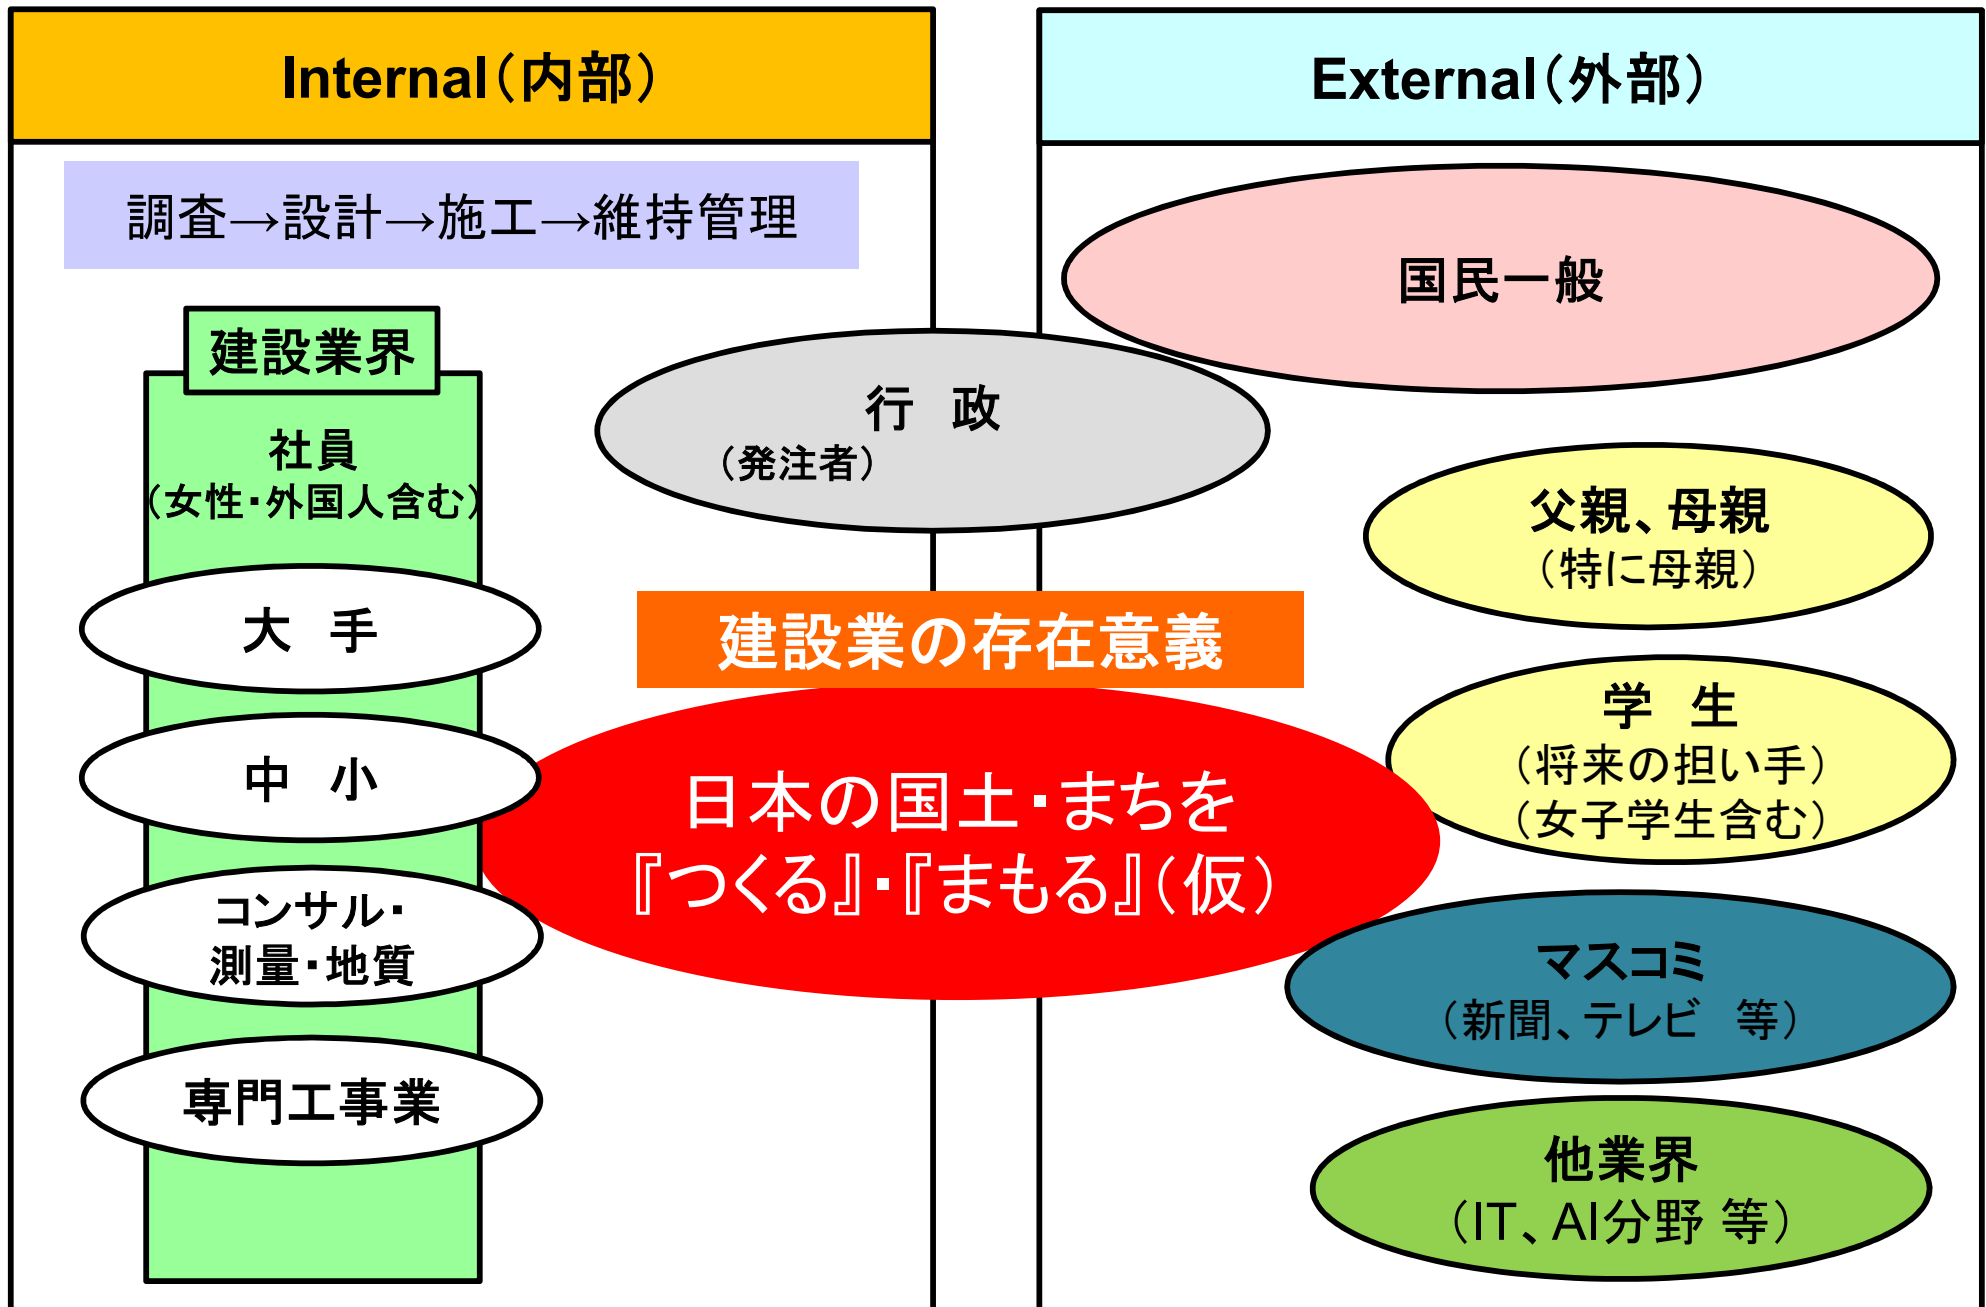 Internal（内部）
調査→設計→施工→維持管理
建設業界
社員
（女性・外国人含む）
大　手
中　小
コンサル・
測量・地質
専門工事業
行　政
（発注者）
建設業の存在意義
日本の国土・まちを
『つくる』・『まもる』（仮）
External（外部）
国民一般
父親、母親
（特に母親）
学　生
（将来の担い手）
（女子学生含む）
マスコミ
（新聞、テレビ　等）
他業界
（IT、AI分野 等）